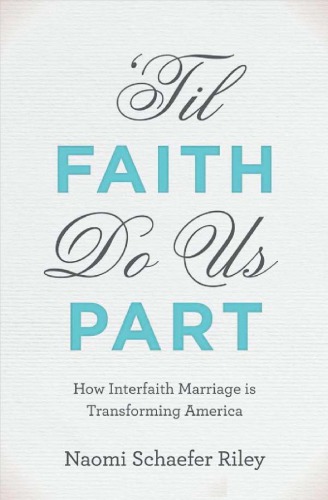 'Til
FAITH
Do Us
PART
How Interfaith Marriage is
Transforming America
Naomi Schaefer Riley